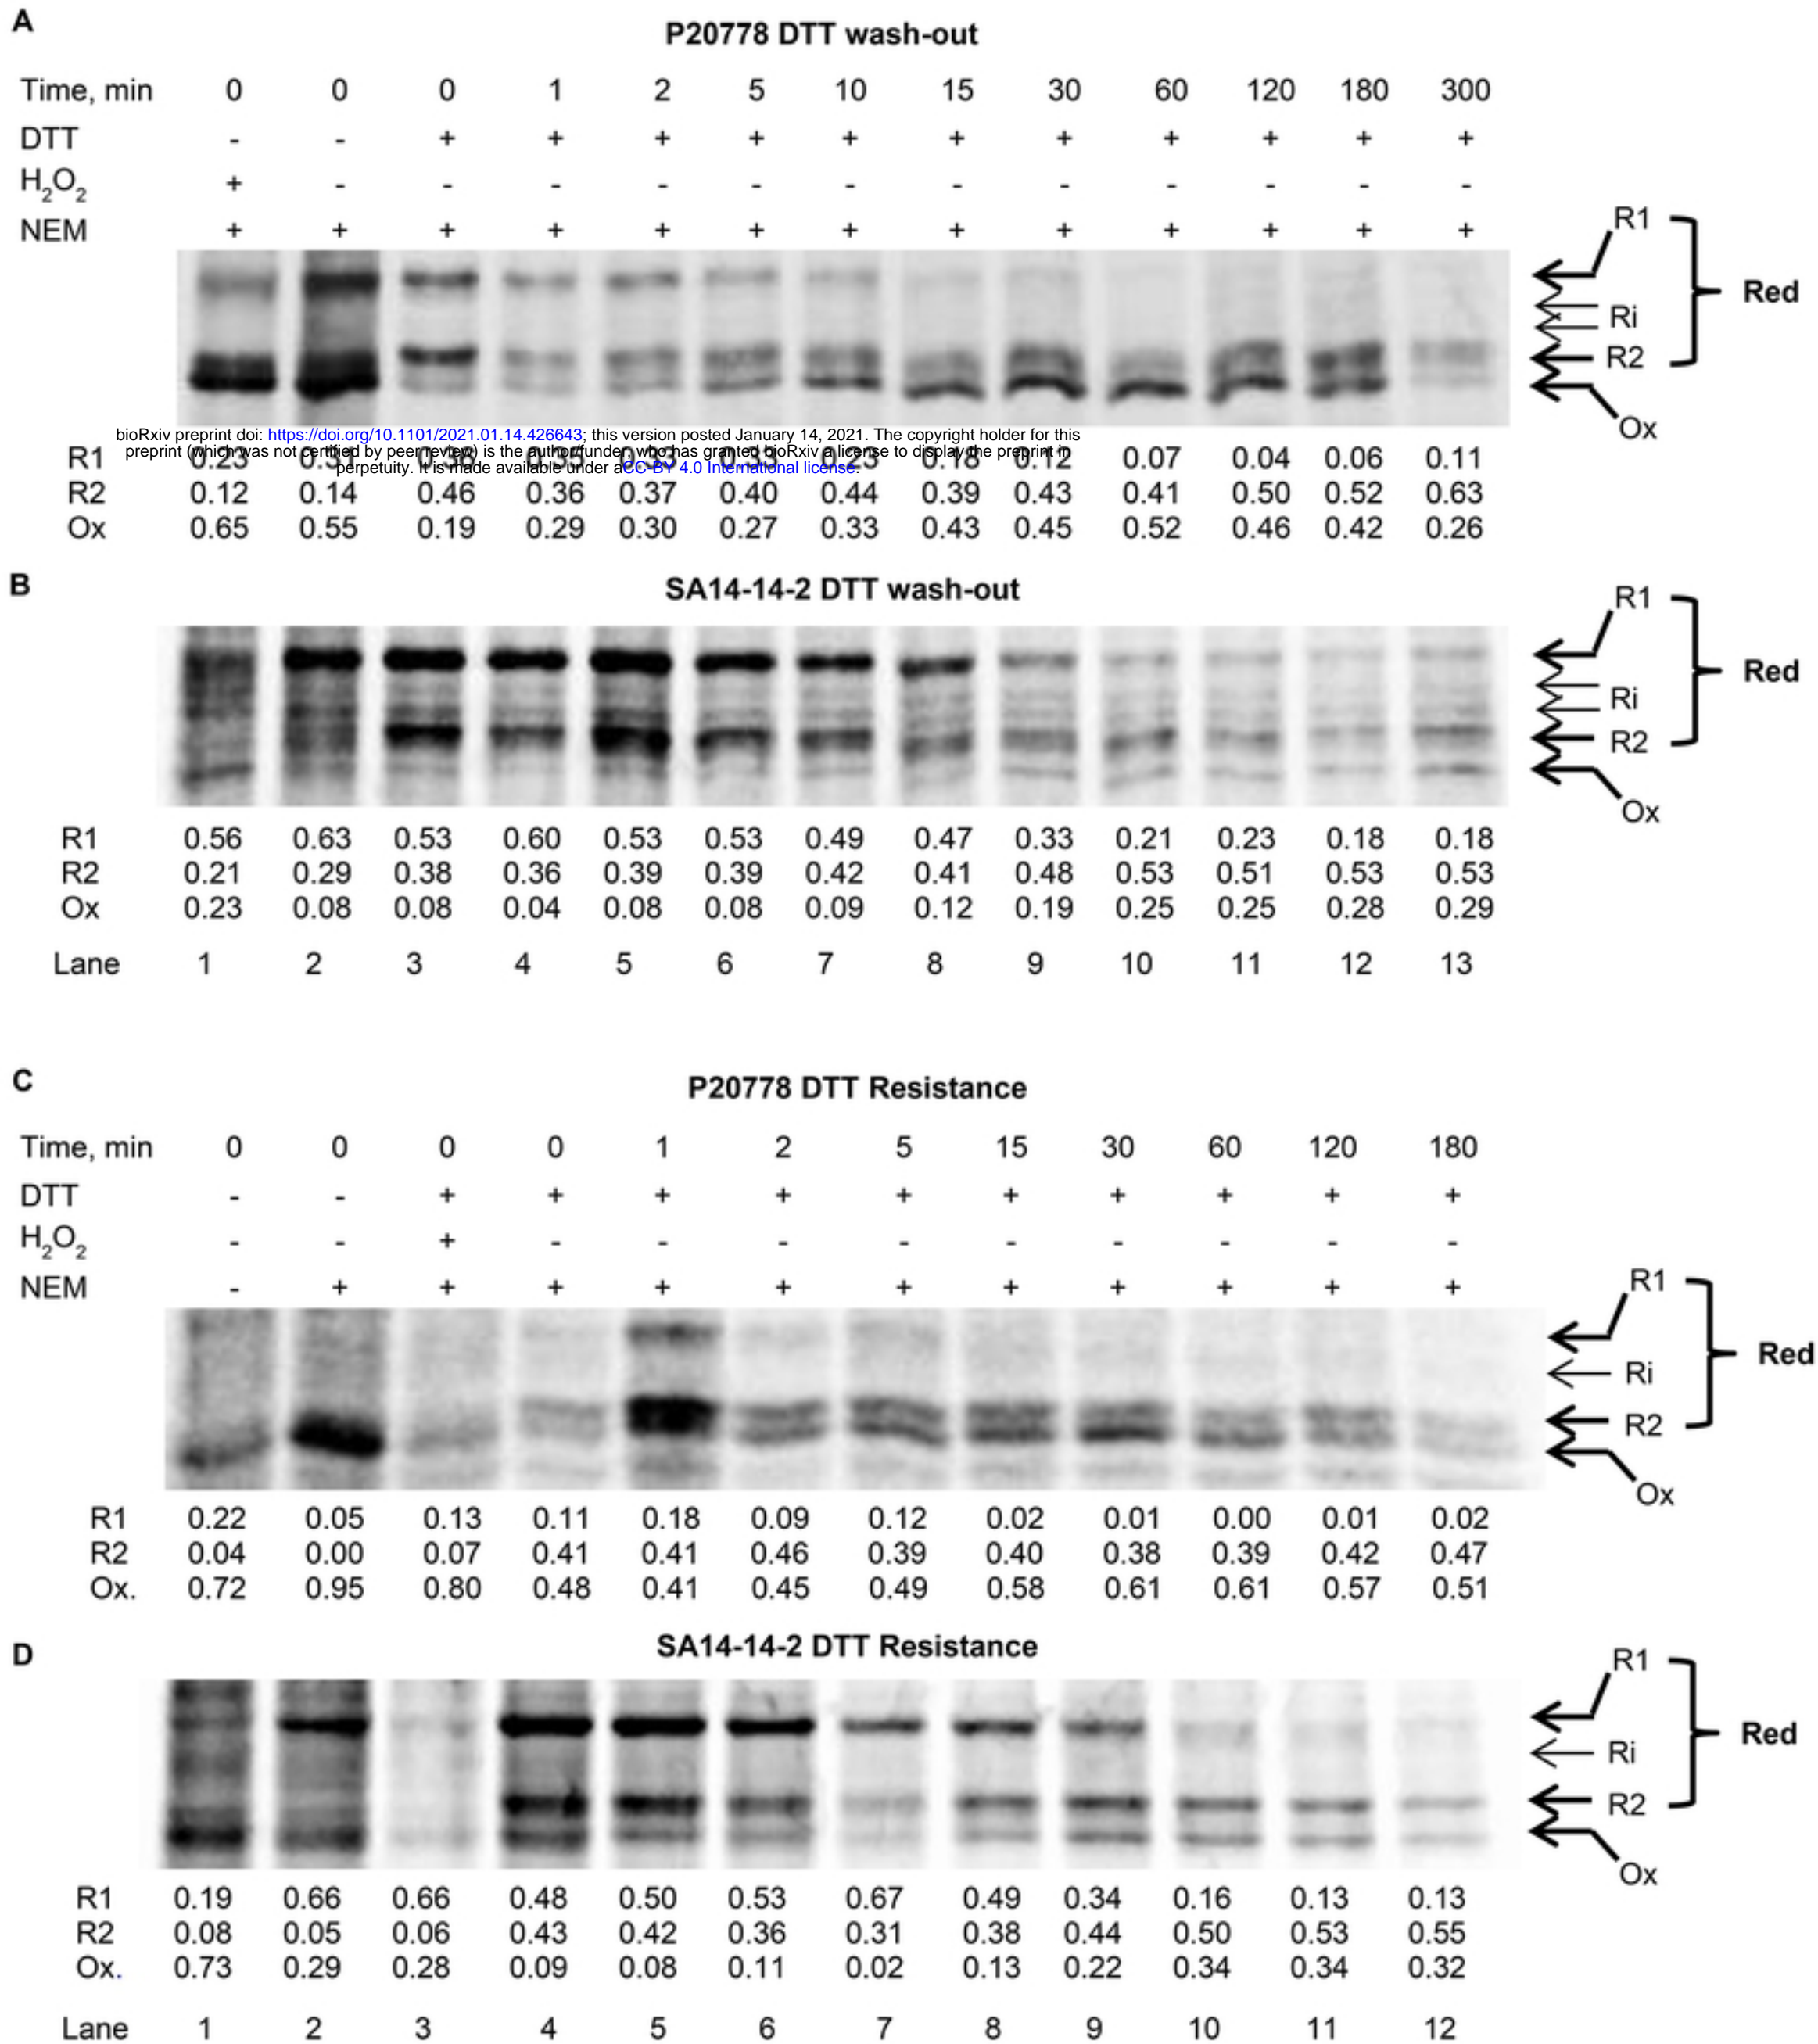 A
P20778 DTT wash-out
Time, min 0 0 0 1 2 5 10 15 30 60 120 180 300
DTT - - + + + + + + + + + + +
H2O2 + - - - - - - - - - - - -
NEM + + + + + + + + + + + + +
R1
Ri
R2
Ox
Red
bioRxiv preprint doi: https://doi.org/10.1101/2021.01.14.426643; this version posted January 14, 2021. The copyright holder for this
preprint (which was not certified by peer review) is the author/funder, who has granted bioRxiv a license to display the preprint in
perpetuity. It is made available under aCC-BY 4.0 International license.
R1 0.23 0.31 0.35 0.23 0.18 0.12 0.07 0.04 0.06 0.11
R2 0.12 0.14 0.46 0.36 0.37 0.40 0.44 0.39 0.43 0.41 0.50 0.52 0.63
Ox 0.65 0.55 0.19 0.29 0.30 0.27 0.33 0.43 0.45 0.52 0.46 0.42 0.26
B
SA14-14-2 DTT wash-out
R1
Ri
R2
Ox
Red
R1 0.56 0.63 0.53 0.60 0.53 0.53 0.49 0.47 0.33 0.21 0.23 0.18 0.18
R2 0.21 0.29 0.38 0.36 0.39 0.39 0.42 0.41 0.48 0.53 0.51 0.53 0.53
Ox 0.23 0.08 0.08 0.04 0.08 0.08 0.09 0.12 0.19 0.25 0.25 0.28 0.29
Lane 1 2 3 4 5 6 7 8 9 10 11 12 13
C
P20778 DTT Resistance
Time, min 0 0 0 0 1 2 5 15 30 60 120 180
DTT - - + + + + + + + + + +
H2O2 - - + - - - - - - - - -
NEM - + + + + + + + + + + +
R1
Ri
R2
Ox
Red
R1 0.22 0.05 0.13 0.11 0.18 0.09 0.12 0.02 0.01 0.00 0.01 0.02
R2 0.04 0.00 0.07 0.41 0.41 0.46 0.39 0.40 0.38 0.39 0.42 0.47
Ox. 0.72 0.95 0.80 0.48 0.41 0.45 0.49 0.58 0.61 0.61 0.57 0.51
D
SA14-14-2 DTT Resistance
R1
Ri
R2
Ox
Red
R1 0.19 0.66 0.66 0.48 0.50 0.53 0.67 0.49 0.34 0.16 0.13 0.13
R2 0.08 0.05 0.06 0.43 0.42 0.36 0.31 0.38 0.44 0.50 0.53 0.55
Ox. 0.73 0.29 0.28 0.09 0.08 0.11 0.02 0.13 0.22 0.34 0.34 0.32
Lane 1 2 3 4 5 6 7 8 9 10 11 12